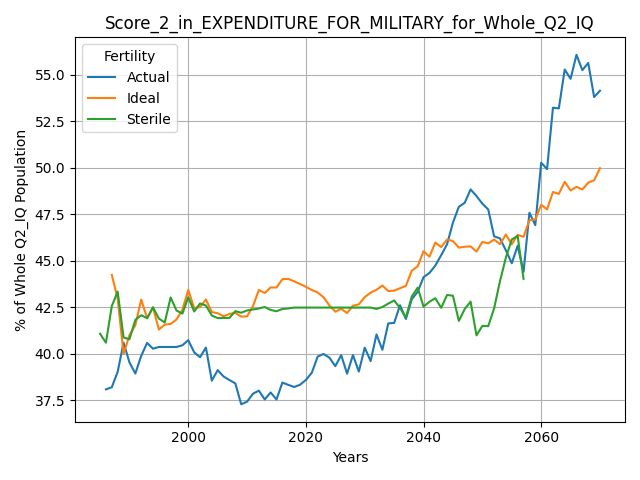 Score_2_in_EXPENDITURE_FOR_MILITARY_for_Whole_Q2_IQ
Fertility
Actual
Ideal
Sterile
% of Whole Q2_IQ Population
55.0
52.5
50.0
47.5
45.0
42.5
40.0
37.5
2000 2020 2040 2060
Years